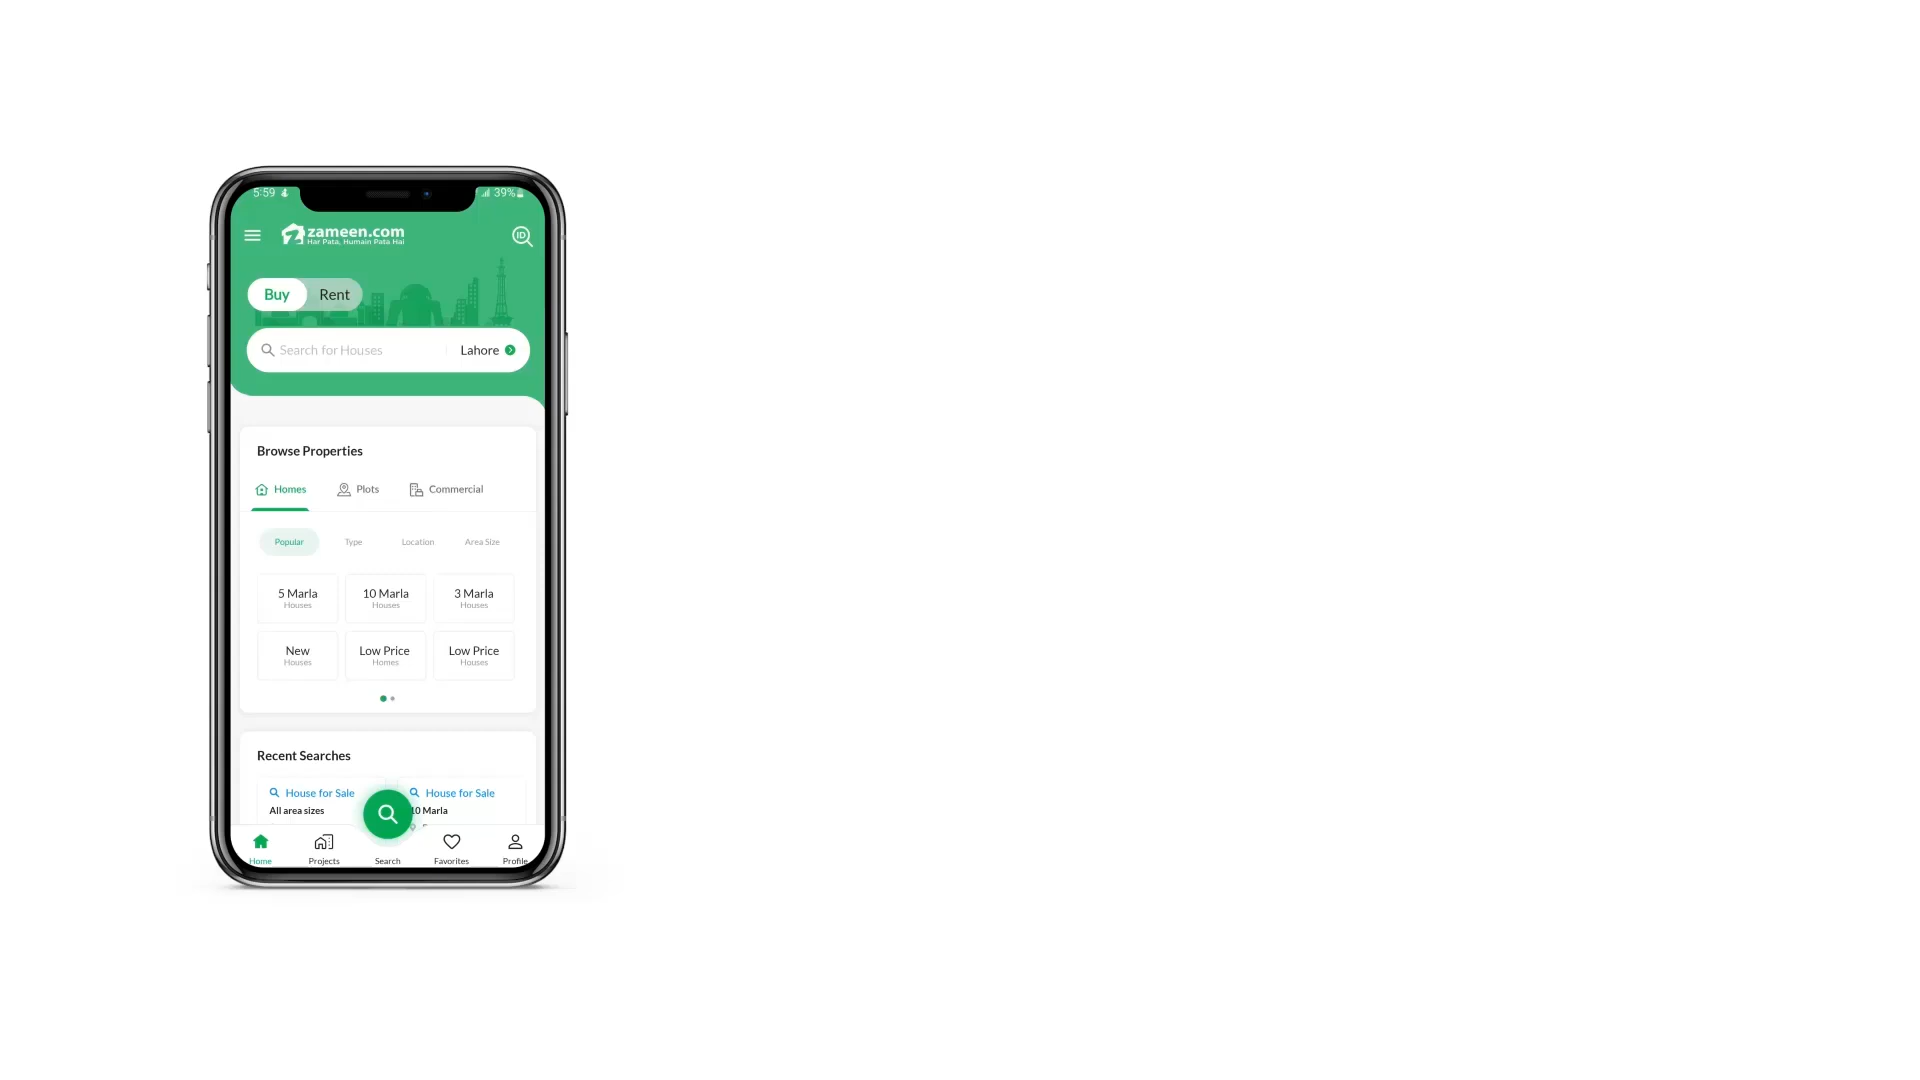 5:59
39%
zameen.com
Har Pata, Humain Pata Hai
ID
Buy Rent
Search for Houses Lahore
Browse Properties
Homes Plots Commercial
Popular Type Location Area Size
5 Marla 10 Marla 3 Marla
Houses Houses Houses
New Low Price Low Price
Houses Homes Houses
Recent Searches
House for Sale House for Sale
All area sizes 10 Marla
Home Projects Search Favorites Profile